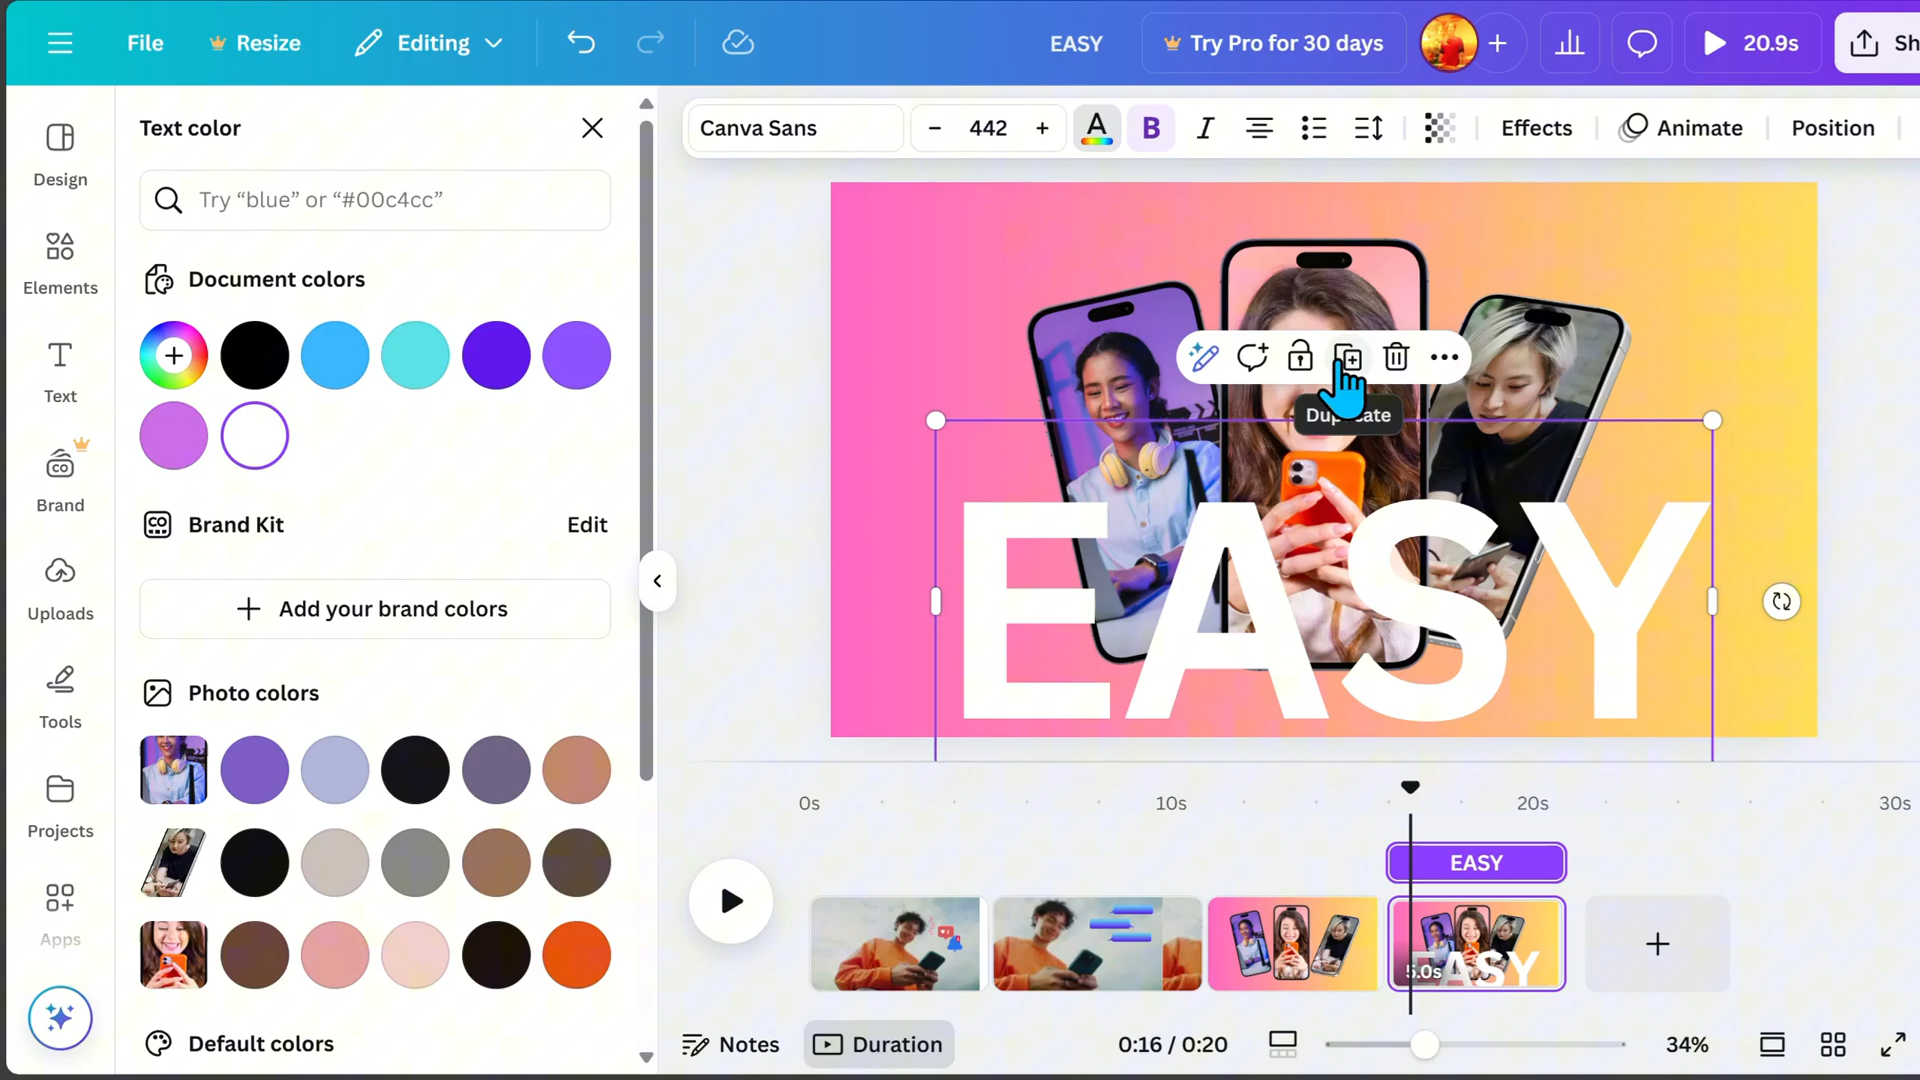 File
Resize
Editing
EASY
Try Pro for 30 days
20.9s
Sh
Design
Elements
Text
Brand
Uploads
Tools
Projects
Apps
Text color
Try “blue” or “#00c4cc”
Document colors
Brand Kit
Edit
Add your brand colors
Photo colors
Default colors
Canva Sans
− 442 +
A
B
I
Effects
Animate
Position
EASY
0s
10s
20s
30s
EASY
5.0s
EASY
Notes
Duration
0:16 / 0:20
34%